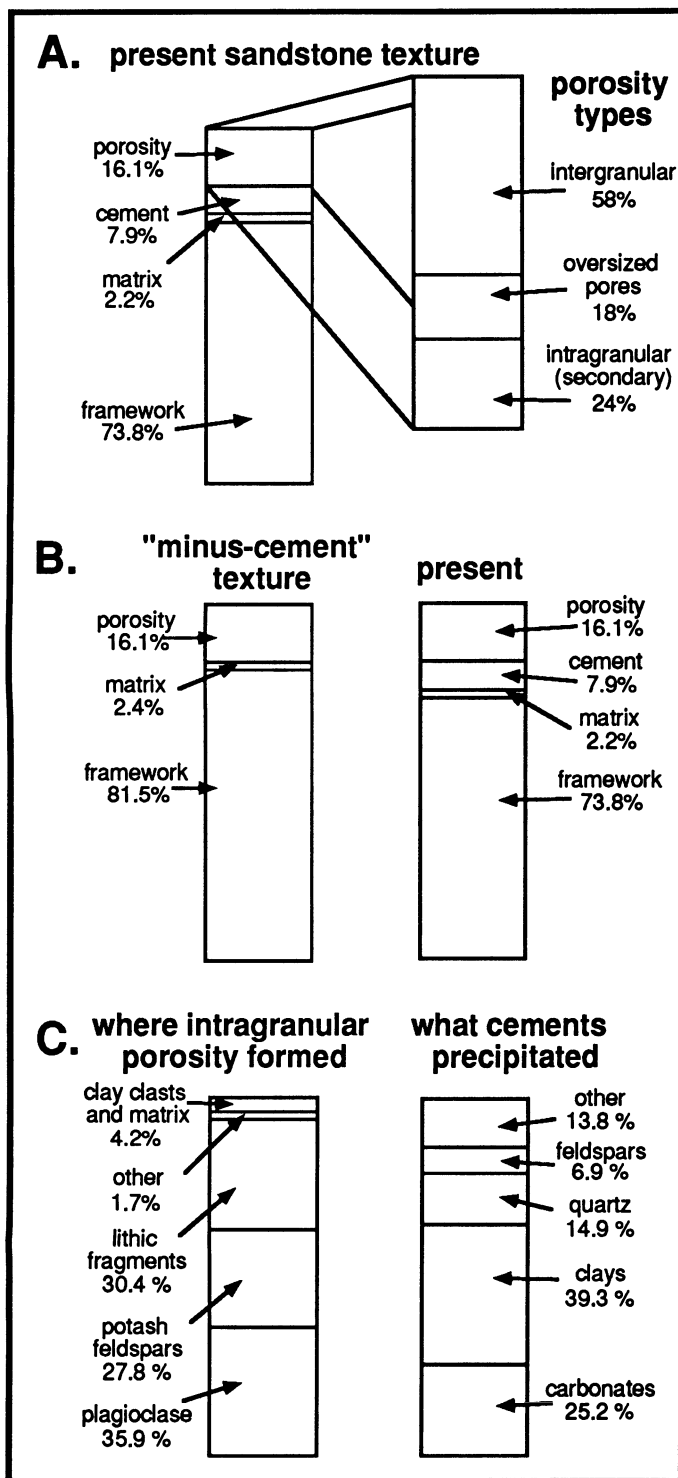 A. present sandstone texture
porosity
16.1%
cement
7.9%
matrix
2.2%
framework
73.8%
porosity
types
intergranular
58%
oversized
pores
18%
intragranular
(secondary)
24%
B. "minus-cement"
texture
porosity
16.1%
matrix
2.4%
framework
81.5%
present
porosity
16.1%
cement
7.9%
matrix
2.2%
framework
73.8%
C. where intragranular
porosity formed
clay clasts
and matrix
4.2%
other
1.7%
lithic
fragments
30.4 %
potash
feldspars
27.8 %
plagioclase
35.9 %
what cements
precipitated
other
13.8 %
feldspars
6.9 %
quartz
14.9 %
clays
39.3 %
carbonates
25.2 %